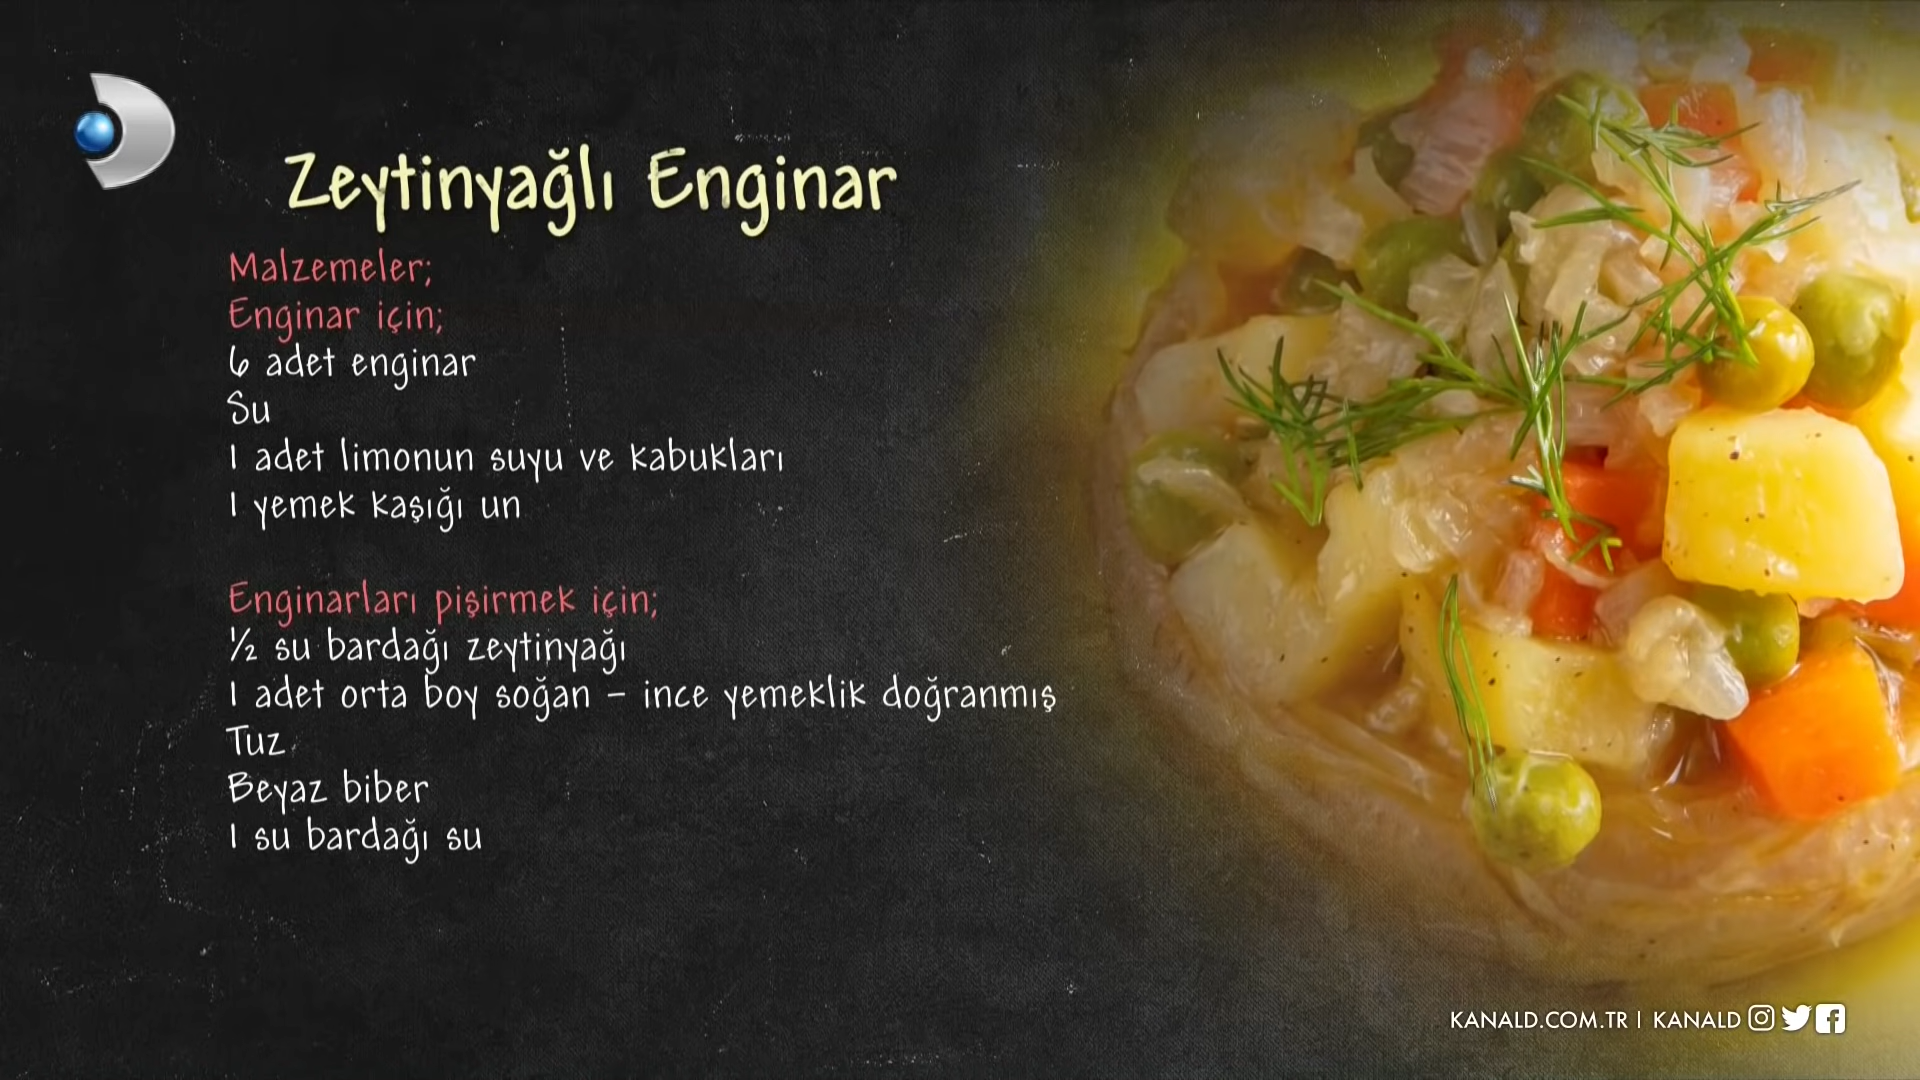 Zeytinyağlı Enginar
Malzemeler;
Enginar için;
6 adet enginar
Su
1 adet limonun suyu ve kabukları
1 yemek kaşığı un
Enginarları pişirmek için;
½ su bardağı zeytinyağı
1 adet orta boy soğan – ince yemeklik doğranmış
Tuz
Beyaz biber
1 su bardağı su
KANALD.COM.TR | KANALD